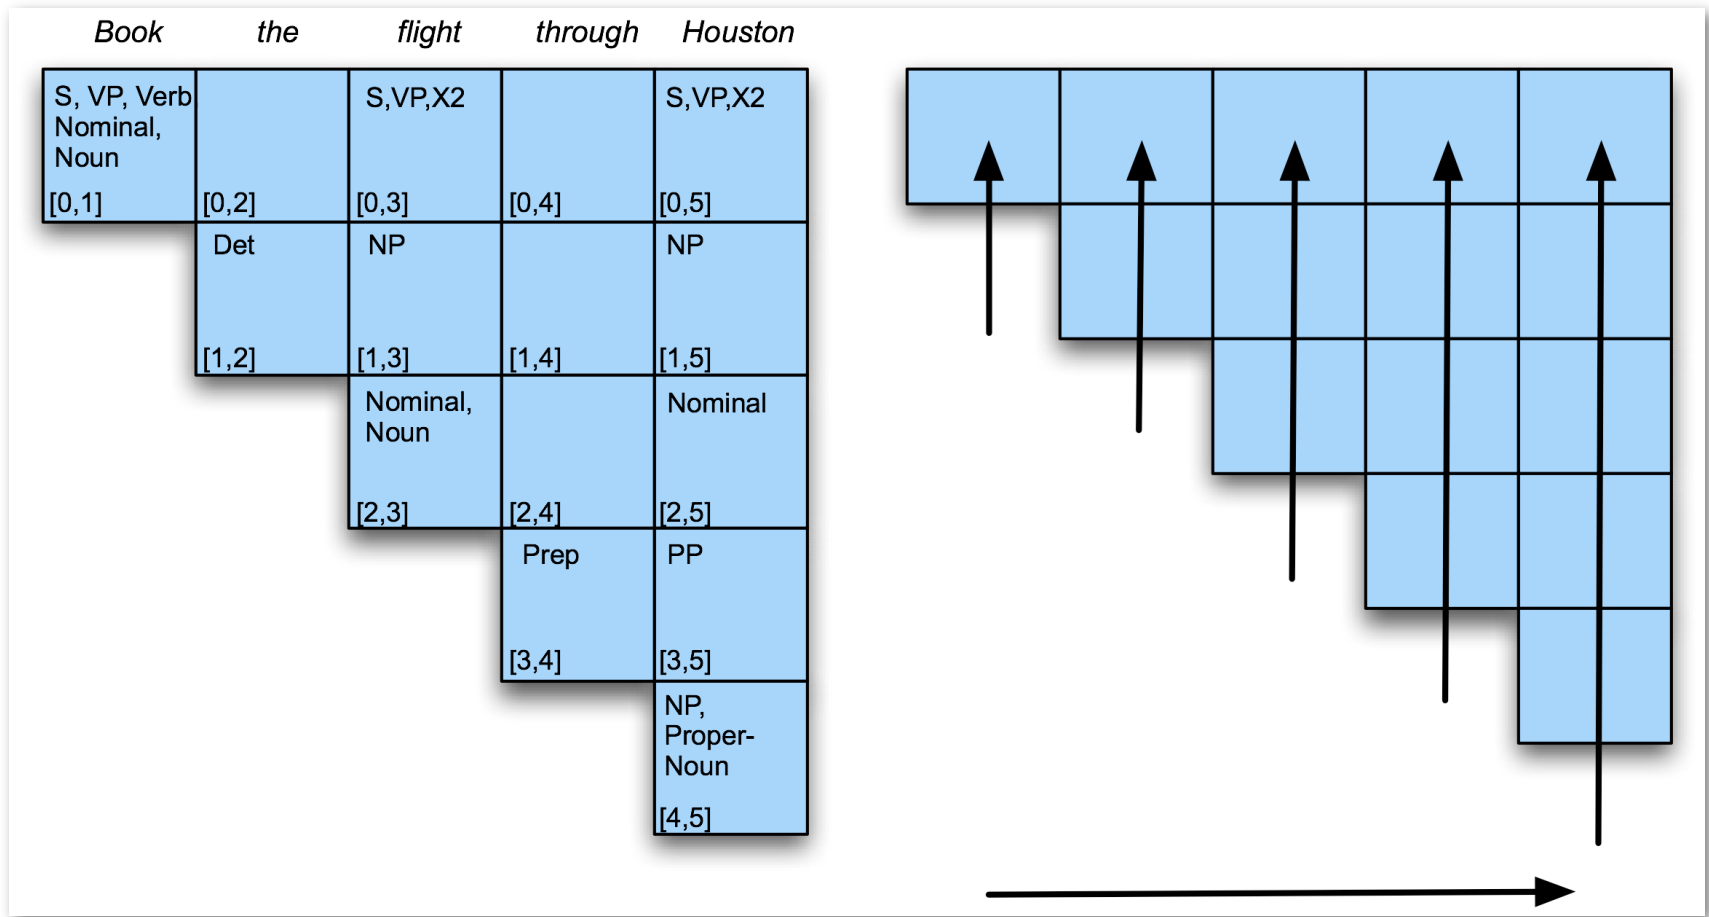 Book the flight through Houston
S, VP, Verb
Nominal,
Noun
[0,1]
[0,2]
S,VP,X2
[0,3]
[0,4]
S,VP,X2
[0,5]
Det
[1,2]
NP
[1,3]
[1,4]
NP
[1,5]
Nominal,
Noun
[2,3]
[2,4]
Nominal
[2,5]
Prep
[3,4]
PP
[3,5]
NP,
Proper-
Noun
[4,5]